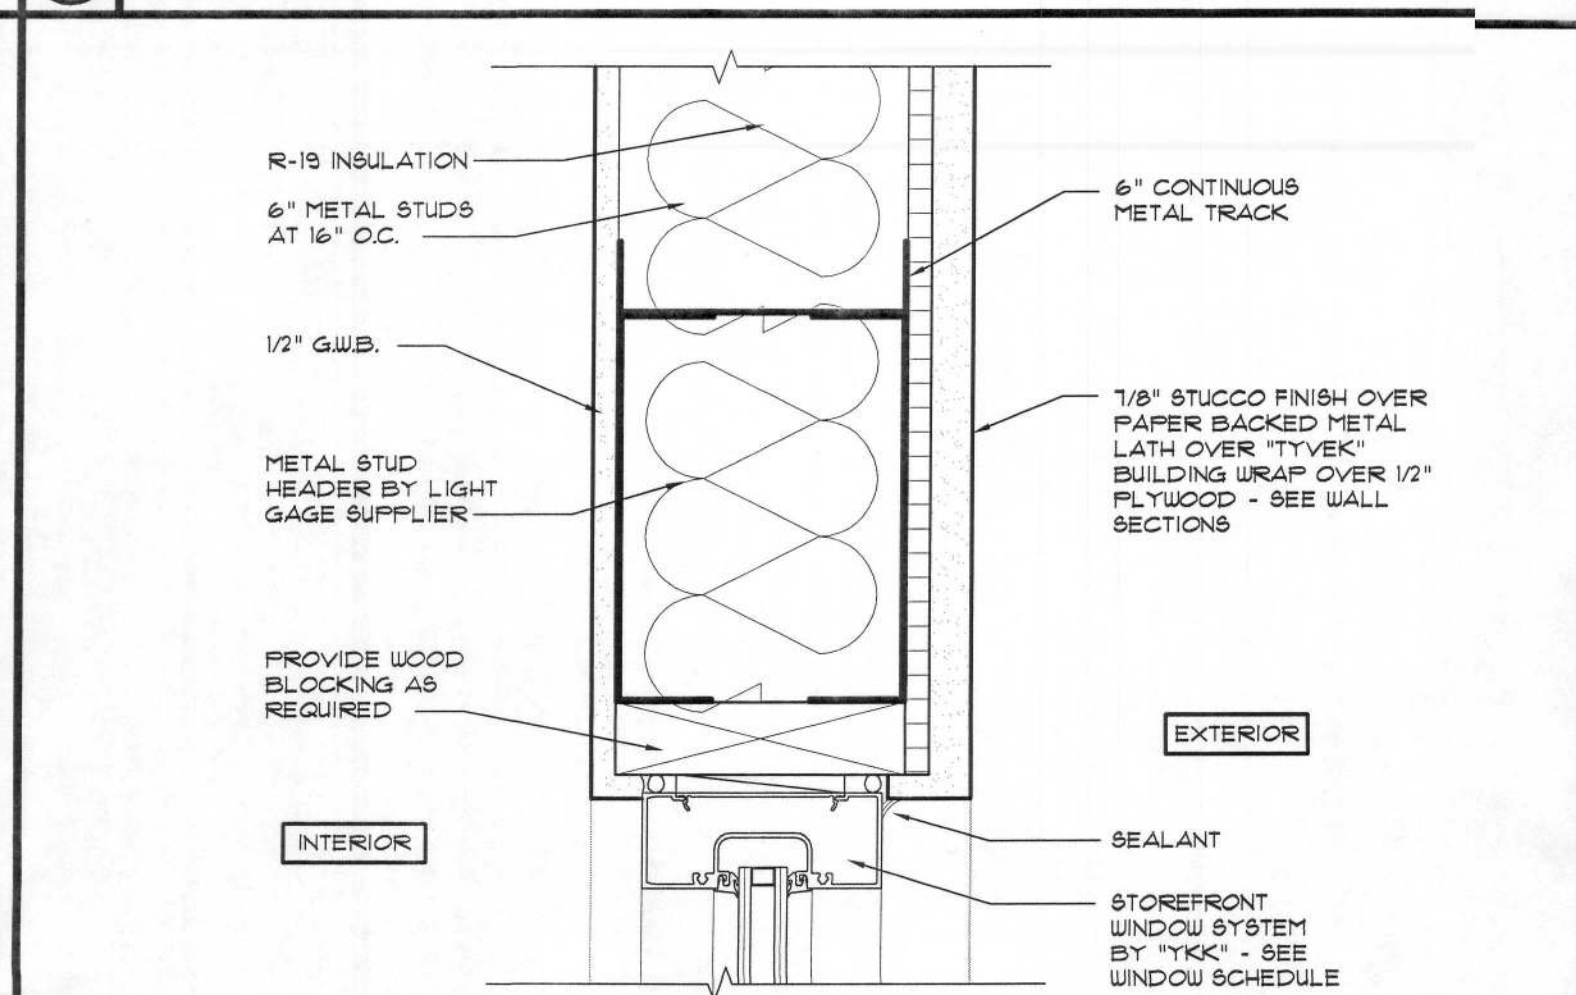 R-19 INSULATION
6" METAL STUDS
AT 16" O.C.
1/2" G.W.B.
METAL STUD
HEADER BY LIGHT
GAGE SUPPLIER
PROVIDE WOOD
BLOCKING AS
REQUIRED
INTERIOR
6" CONTINUOUS
METAL TRACK
7/8" STUCCO FINISH OVER
PAPER BACKED METAL
LATH OVER "TYVEK"
BUILDING WRAP OVER 1/2"
PLYWOOD - SEE WALL
SECTIONS
EXTERIOR
SEALANT
STOREFRONT
WINDOW SYSTEM
BY "YKK" - SEE
WINDOW SCHEDULE